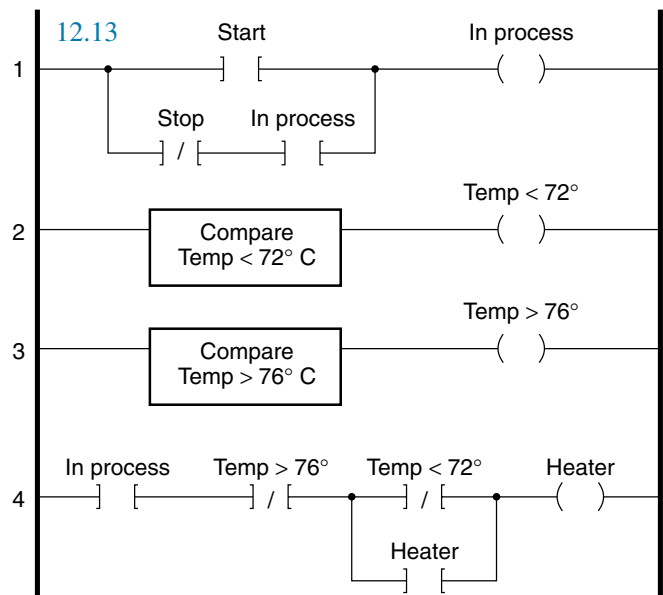 12.13
Start
In process
1
Stop
In process
/
Temp < 72°
2
Compare
Temp < 72° C
Temp > 76°
3
Compare
Temp > 76° C
In process
Temp > 76°
Temp < 72°
Heater
4
/
/
Heater